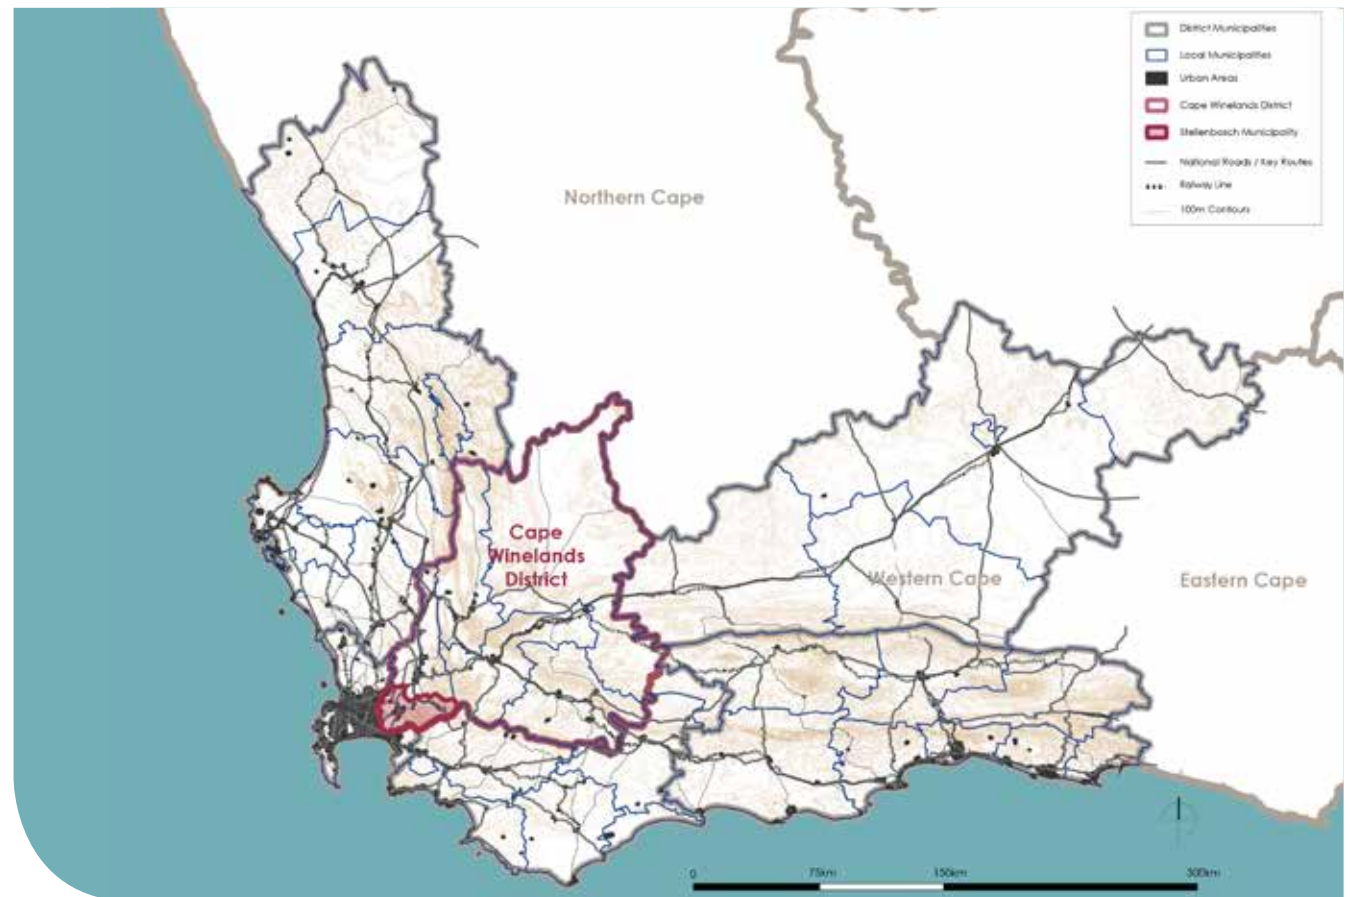 District Municipalities
Local Municipalities
Urban Areas
Cape Winelands District
Stellenbosch Municipality
National Roads / Key Routes
Railway Line
100m Contours
Northern Cape
Cape
Winelands
District
Western Cape
Eastern Cape
0 75km 150km 300km